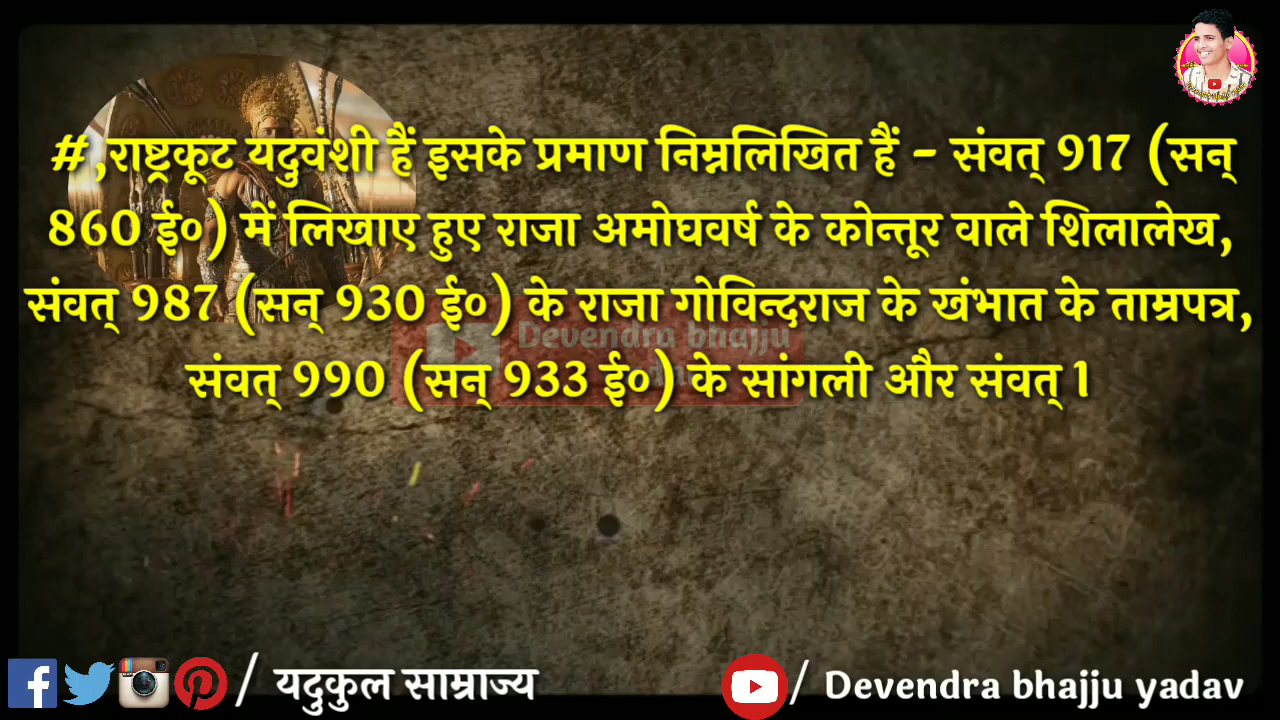 #,राष्ट्रकूट यदुवंशी हैं इसके प्रमाण निम्नलिखित हैं - संवत् 917 (सन्
860 ई०) में लिखाए हुए राजा अमोघवर्ष के कोन्तूर वाले शिलालेख,
संवत् 987 (सन् 930 ई०) के राजा गोविन्दराज के खंभात के ताम्रपत्र,
Devendra bhajju
संवत् 990 (सन् 933 ई०) के सांगली और संवत् 1
/ यदुकुल साम्राज्य
/ Devendra bhajju yadav